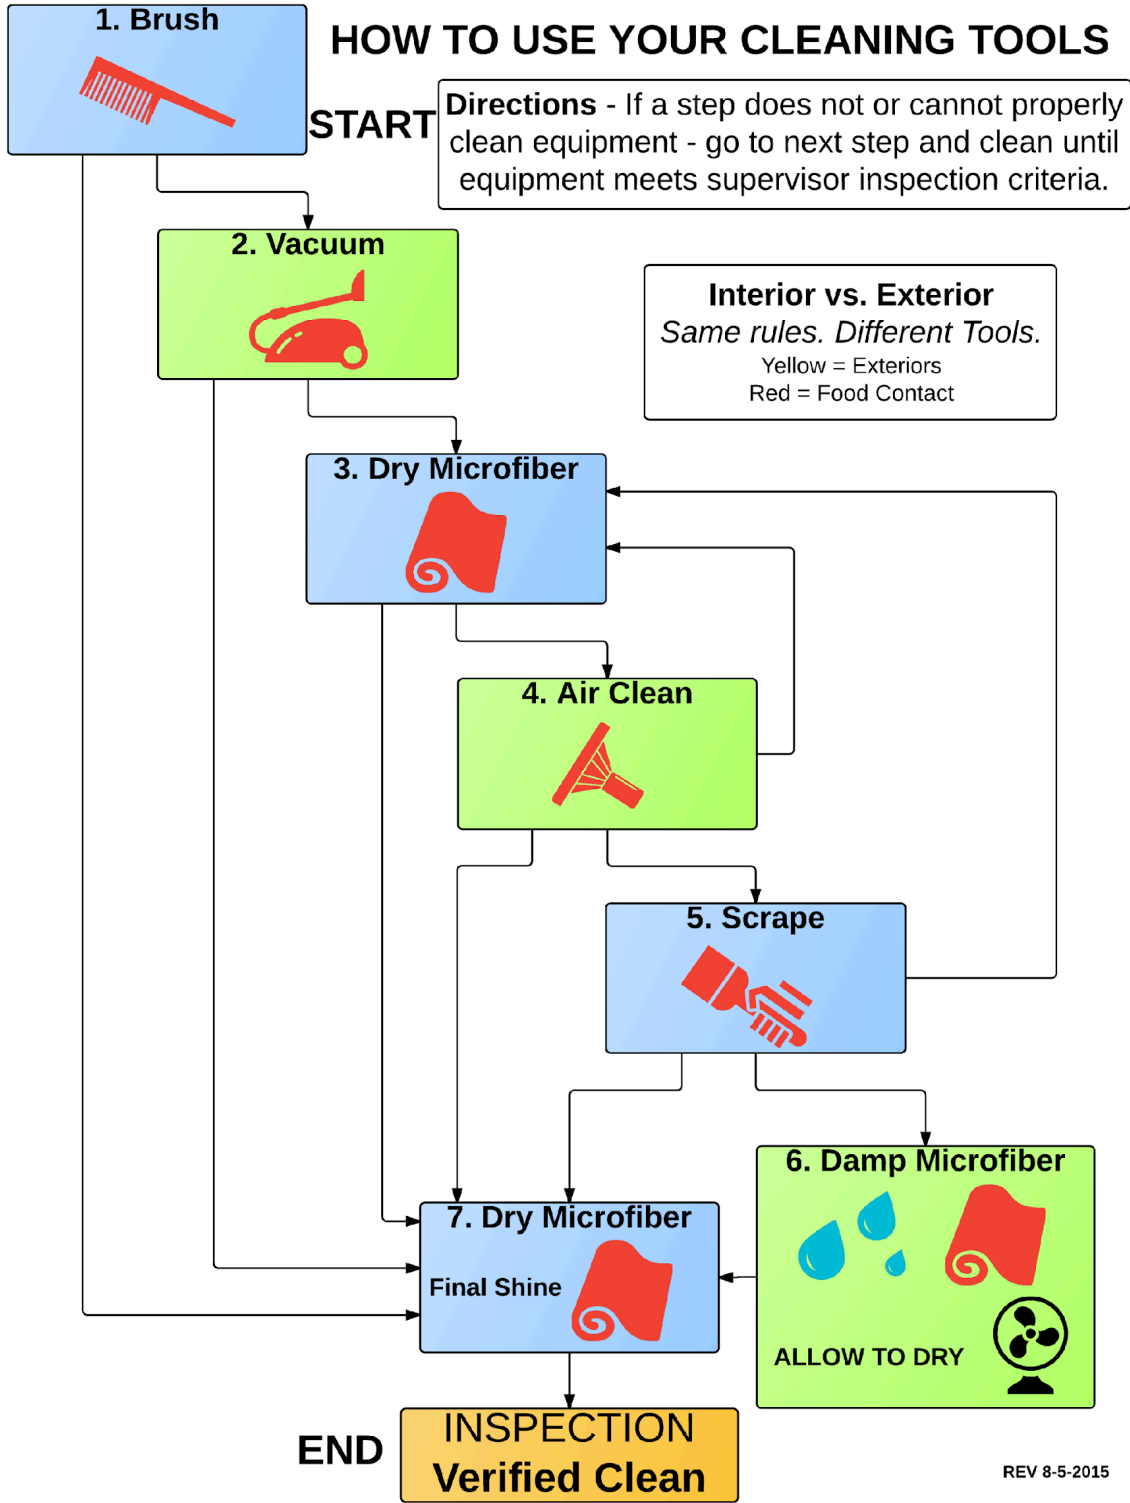 1. Brush
HOW TO USE YOUR CLEANING TOOLS
START
Directions - If a step does not or cannot properly
clean equipment - go to next step and clean until
equipment meets supervisor inspection criteria.
2. Vacuum
Interior vs. Exterior
Same rules. Different Tools.
Yellow = Exteriors
Red = Food Contact
3. Dry Microfiber
4. Air Clean
5. Scrape
6. Damp Microfiber
ALLOW TO DRY
7. Dry Microfiber
Final Shine
END
INSPECTION
Verified Clean
REV 8-5-2015